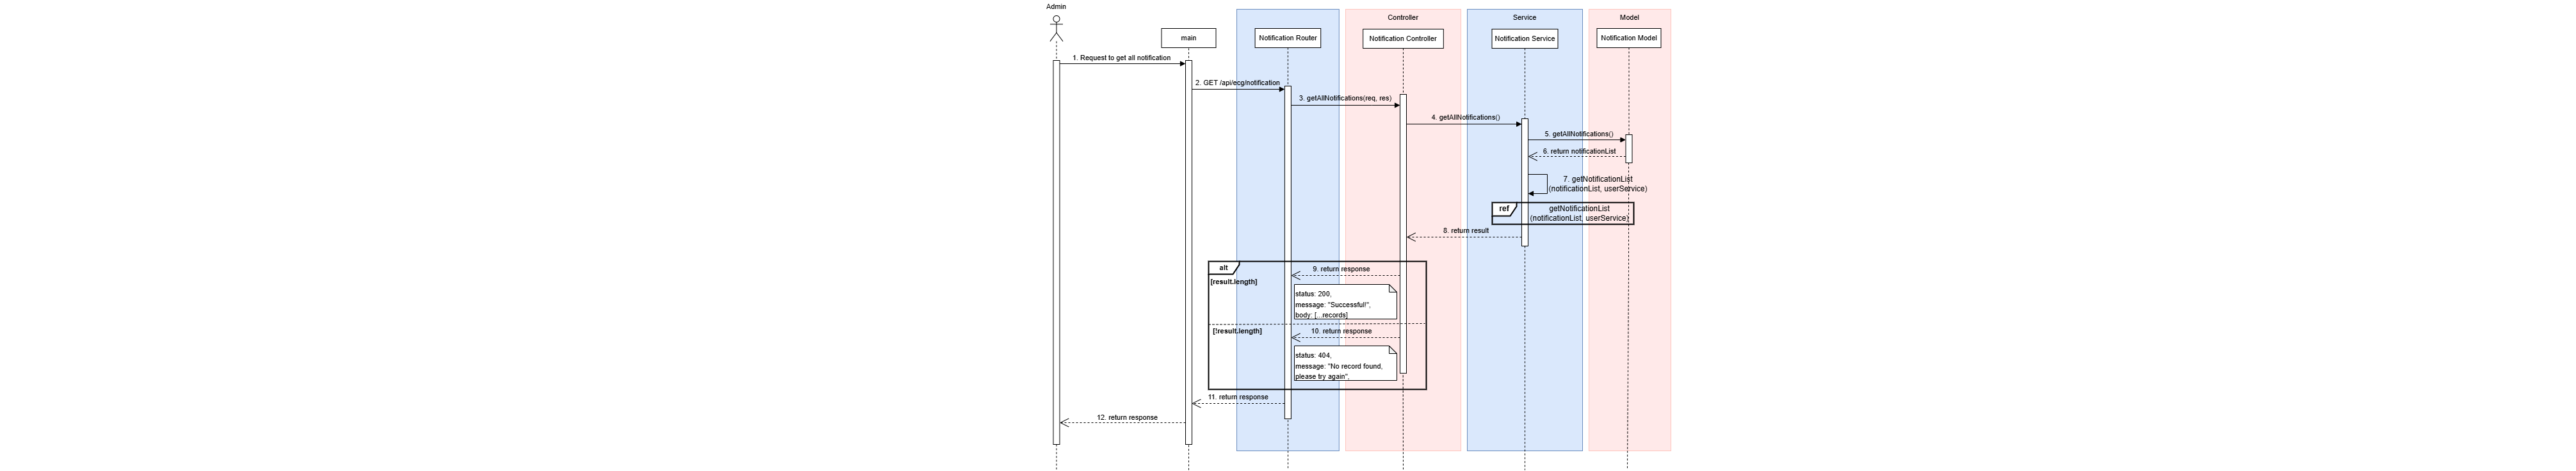 Admin
Controller
Service
Model
main
Notification Router
Notification Controller
Notification Service
Notification Model
1. Request to get all notification
2. GET /api/ecg/notification
3. getAllNotifications(req, res)
4. getAllNotifications()
5. getAllNotifications()
6. return notificationList
7. getNotificationList
(notificationList, userService)
ref
getNotificationList
(notificationList, userService)
8. return result
alt
9. return response
[result.length]
status: 200,
message: "Successful!",
body: [...records]
[!result.length]
10. return response
status: 404,
message: "No record found,
please try again",
11. return response
12. return response